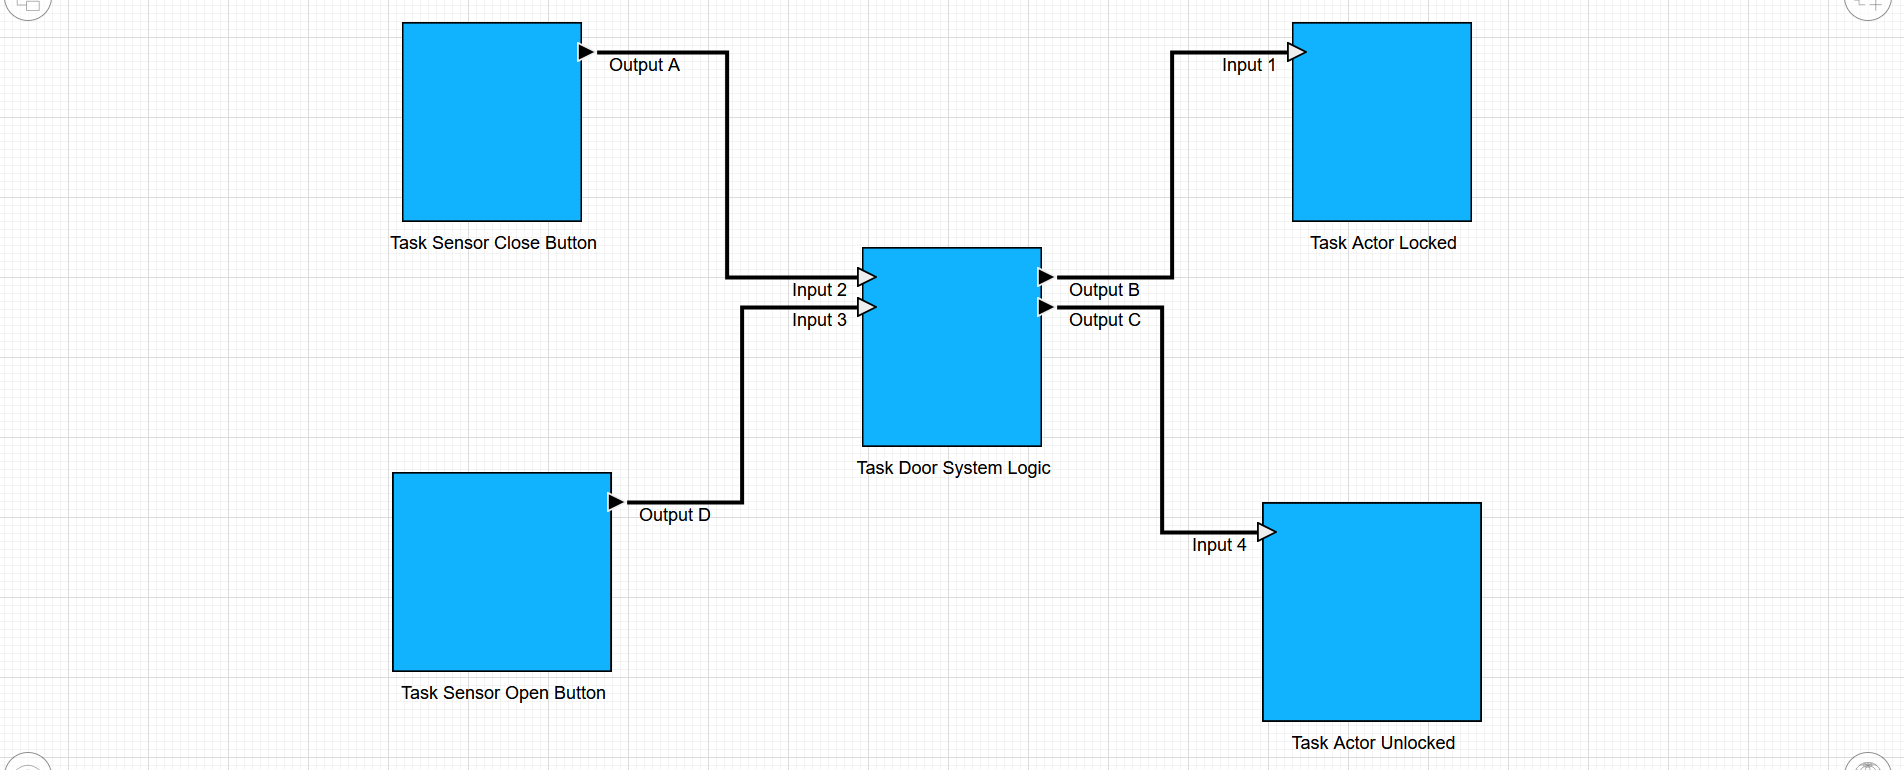 Output A
Input 1
Task Sensor Close Button
Task Actor Locked
Input 2
Output B
Input 3
Output C
Task Door System Logic
Output D
Input 4
Task Sensor Open Button
Task Actor Unlocked